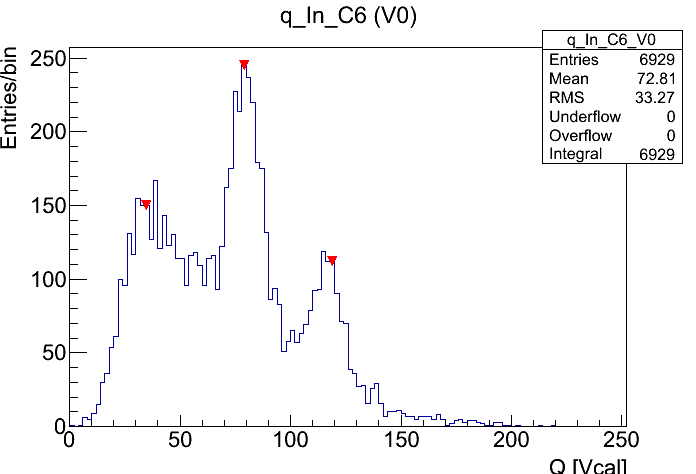 q_In_C6 (V0)
q_In_C6_V0
Entries 6929
Mean 72.81
RMS 33.27
Underflow 0
Overflow 0
Integral 6929
Entries/bin
250
200
150
100
50
0
0 50 100 150 200 250
Q [Vcal]